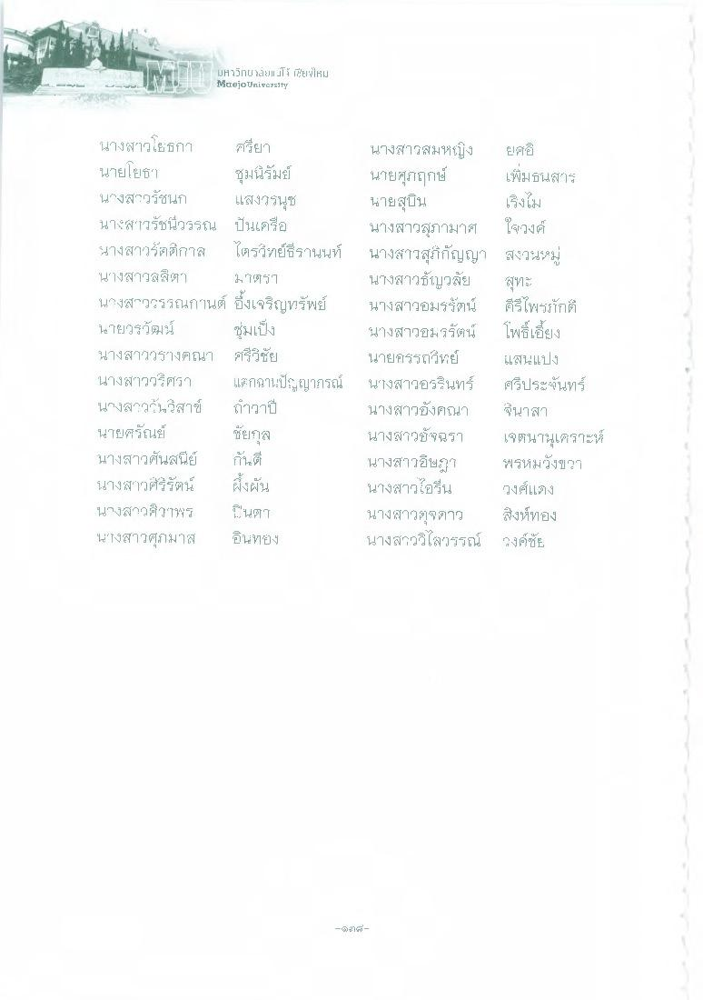 มหาวิทยาลัยแม่โจ้ เชียงใหม่
Maejo University
นางสาวโยธกา ศรียา
นายโยธา ชุมนิรัมย์
นางสาวรัชนก แสงวรนุช
นางสาวรัชนีวรรณ ปันเครือ
นางสาวรัตติกาล ไตรวิทย์ธีรานนท์
นางสาวลลิตา มาตรา
นางสาววรรณกานต์ อึ้งเจริญทรัพย์
นายวรวัฒน์ ชุ่มเป็ง
นางสาววรางคณา ศรีวิชัย
นางสาววริศรา แตกฉานปัญญาภรณ์
นางสาววันวิสาข์ ถ้ำวาปี
นายศรัณย์ ชัยกุล
นางสาวศันสนีย์ กันตี
นางสาวศิริรัตน์ ผึ้งผัน
นางสาวศิวาพร ปินตา
นางสาวศุภมาส อินทอง
นางสาวสมหญิง ยศอิ
นายศุภฤกษ์ เพิ่มธนสาร
นายสุบิน เริงไม
นางสาวสุภามาศ ใจวงค์
นางสาวสุภิกัญญา สงวนหมู่
นางสาวธัญวลัย สุทะ
นางสาวอมรรัตน์ คีรีไพรภักดี
นางสาวอมรรัตน์ โพธิ์เอี้ยง
นายอรรถวิทย์ แสนแปง
นางสาวอรรินทร์ ศรีประจันทร์
นางสาวอังคณา จินาสา
นางสาวอัจฉรา เจตนานุเคราะห์
นางสาวอิษฎา พรหมวังขวา
นางสาวไอรีน วงศ์แดง
นางสาวดุจดาว สิงห์ทอง
นางสาววิไลวรรณ์ วงค์ชัย
-๑๓๘-